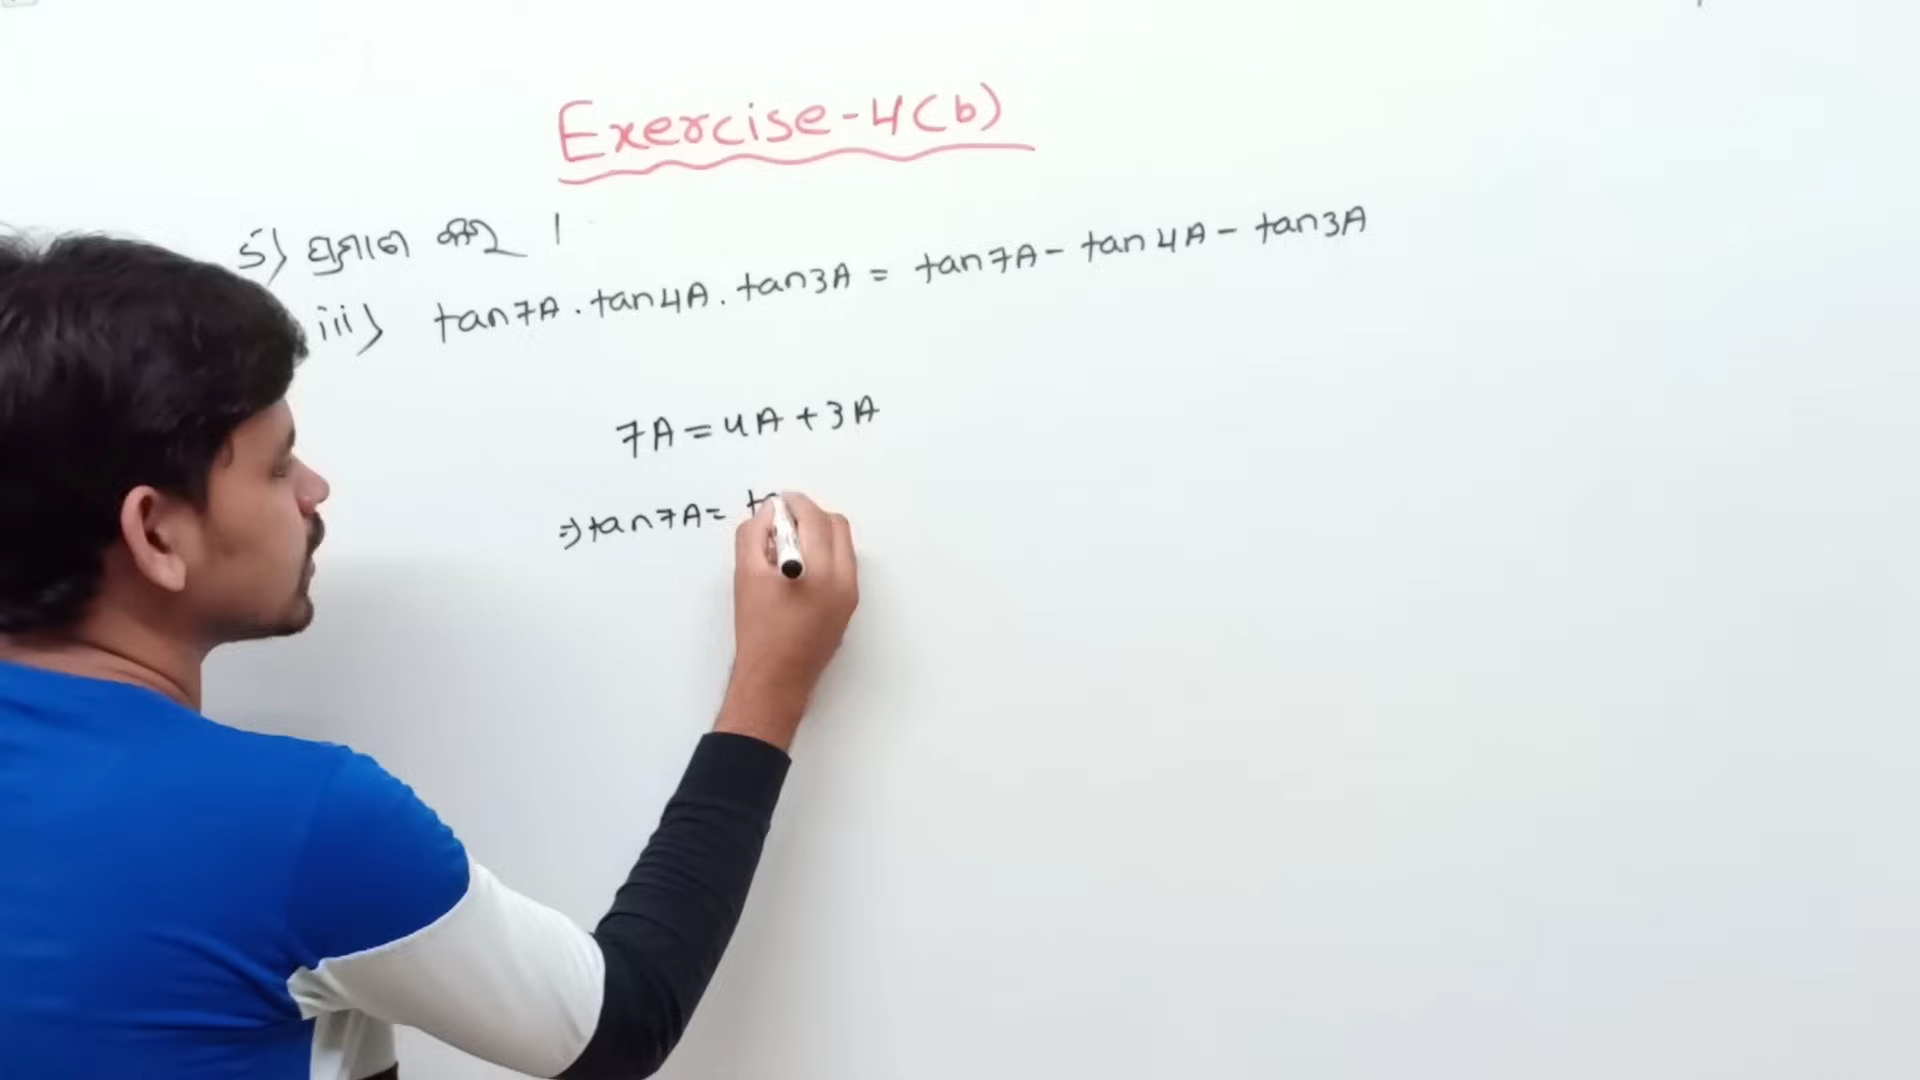 Exercise-4(b)
5) ପ୍ରମାଣ କର ।
iii) tan7A . tan4A . tan3A = tan7A - tan4A - tan3A
7A = 4A + 3A
⇒ tan7A =